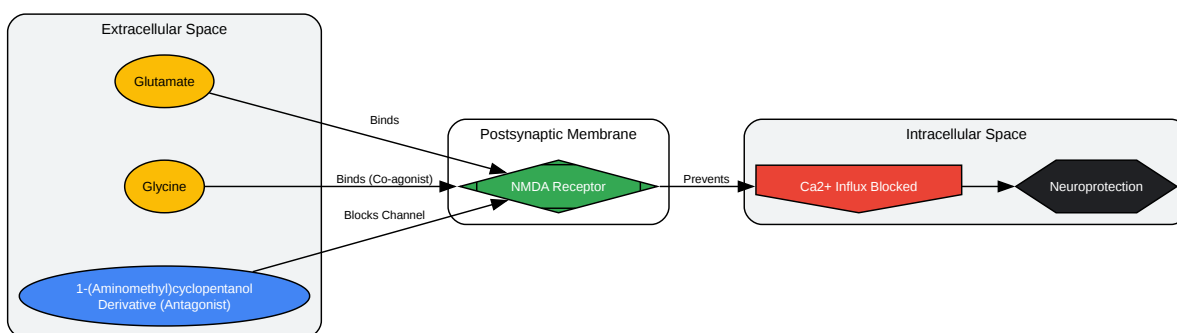 Extracellular Space
Glutamate
Binds
Postsynaptic Membrane
Intracellular Space
Glycine
Binds (Co-agonist)
NMDA Receptor
Prevents
Ca2+ Influx Blocked
Neuroprotection
Blocks Channel
1-(Aminomethyl)cyclopentanol
Derivative (Antagonist)